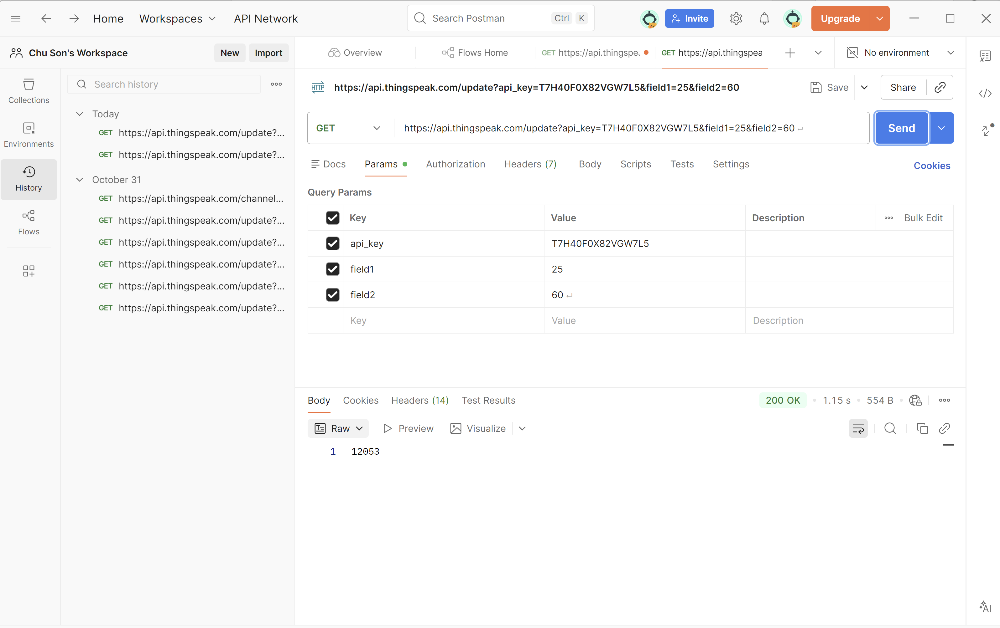 Home Workspaces API Network Search Postman Ctrl K Invite Upgrade
Chu Son's Workspace New Import
Overview Flows Home GET https://api.thingspe GET https://api.thingspea No environment
Collections
Environments
History
Flows
Search history
Today
GET https://api.thingspeak.com/update?...
GET https://api.thingspeak.com/update?...
October 31
GET https://api.thingspeak.com/channel...
GET https://api.thingspeak.com/update?...
GET https://api.thingspeak.com/update?...
GET https://api.thingspeak.com/update?...
GET https://api.thingspeak.com/update?...
GET https://api.thingspeak.com/update?...
HTTP https://api.thingspeak.com/update?api_key=T7H40F0X82VGW7L5&field1=25&field2=60 Save Share
GET https://api.thingspeak.com/update?api_key=T7H40F0X82VGW7L5&field1=25&field2=60 ↵ Send
Docs Params Authorization Headers (7) Body Scripts Tests Settings Cookies
Query Params
Key Value Description Bulk Edit
api_key T7H40F0X82VGW7L5
field1 25
field2 60 ↵
Key Value Description
Body Cookies Headers (14) Test Results 200 OK 1.15 s 554 B
Raw Preview Visualize
1 12053
AI